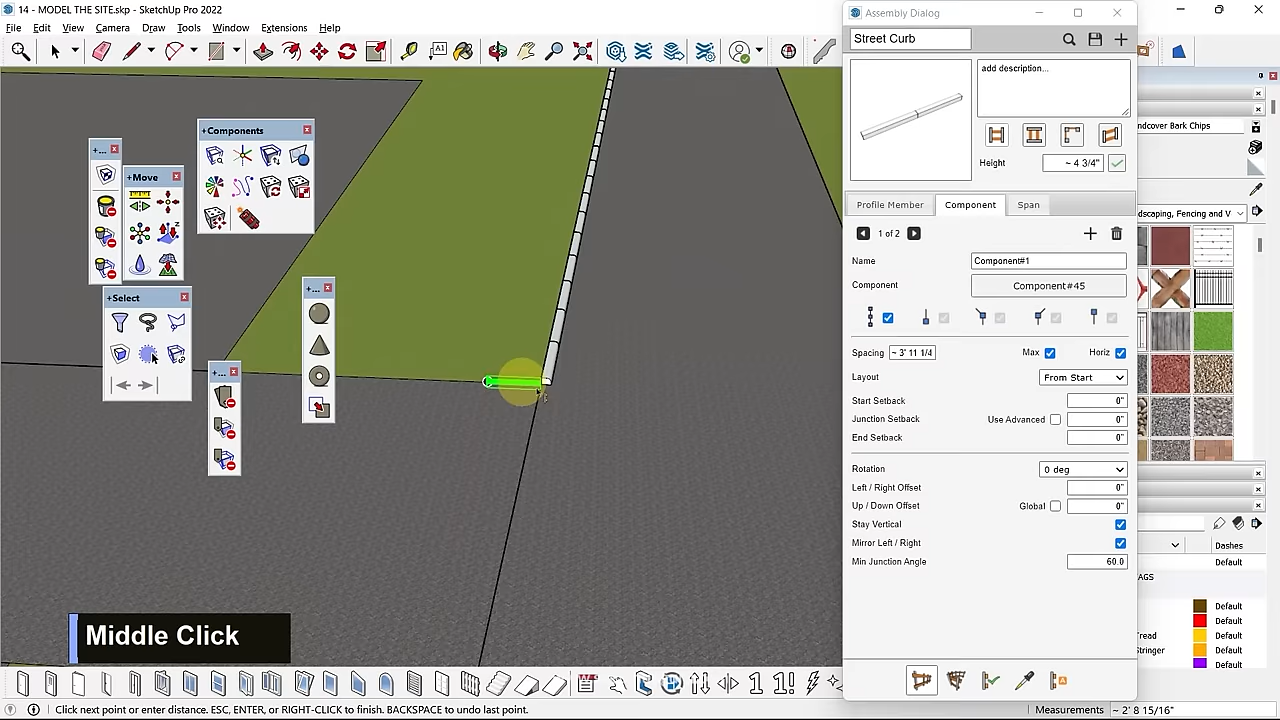 14 - MODEL THE SITE.skp - SketchUp Pro 2022
File Edit View Camera Draw Tools Window Extensions Help
Assembly Dialog
Street Curb
add description...
Height ~ 4 3/4"
Profile Member Component Span
1 of 2
Name Component#1
Component Component#45
Spacing ~ 3' 11 1/4 Max Horiz
Layout From Start
Start Setback 0"
Junction Setback Use Advanced 0"
End Setback 0"
Rotation 0 deg
Left / Right Offset 0"
Up / Down Offset Global 0"
Stay Vertical
Mirror Left / Right
Min Junction Angle 60.0
+Components
+...
+Move
+Select
+...
+...
ndcover Bark Chips
dscaping, Fencing and V
Dashes
Default
AGS
Default
Default
'read Default
Stringer Default
Default
Middle Click
Click next point or enter distance. ESC, ENTER, or RIGHT-CLICK to finish. BACKSPACE to undo last point.
Measurements ~ 2' 8 15/16"